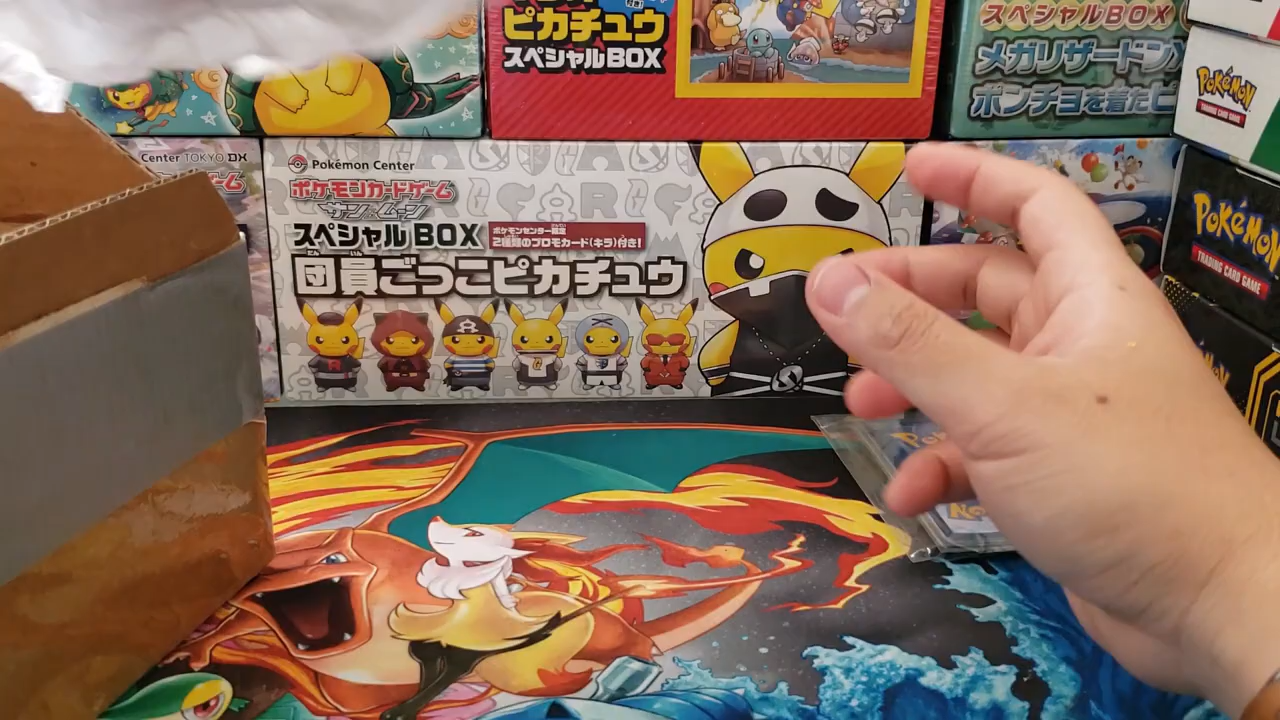 ピカチュウ
スペシャルBOX
スペシャルBOX
メガリザードンX
ポンチョを着たピ
POKéMON
TRADING CARD GAME
Center TOKYO DX
Pokémon Center
ポケモンカードゲーム
サン&ムーン
スペシャルBOX
ポケモンセンター限定
2種類のプロモカード(キラ)付き!
団員ごっこピカチュウ
POKéMON
TRADING CARD GAME